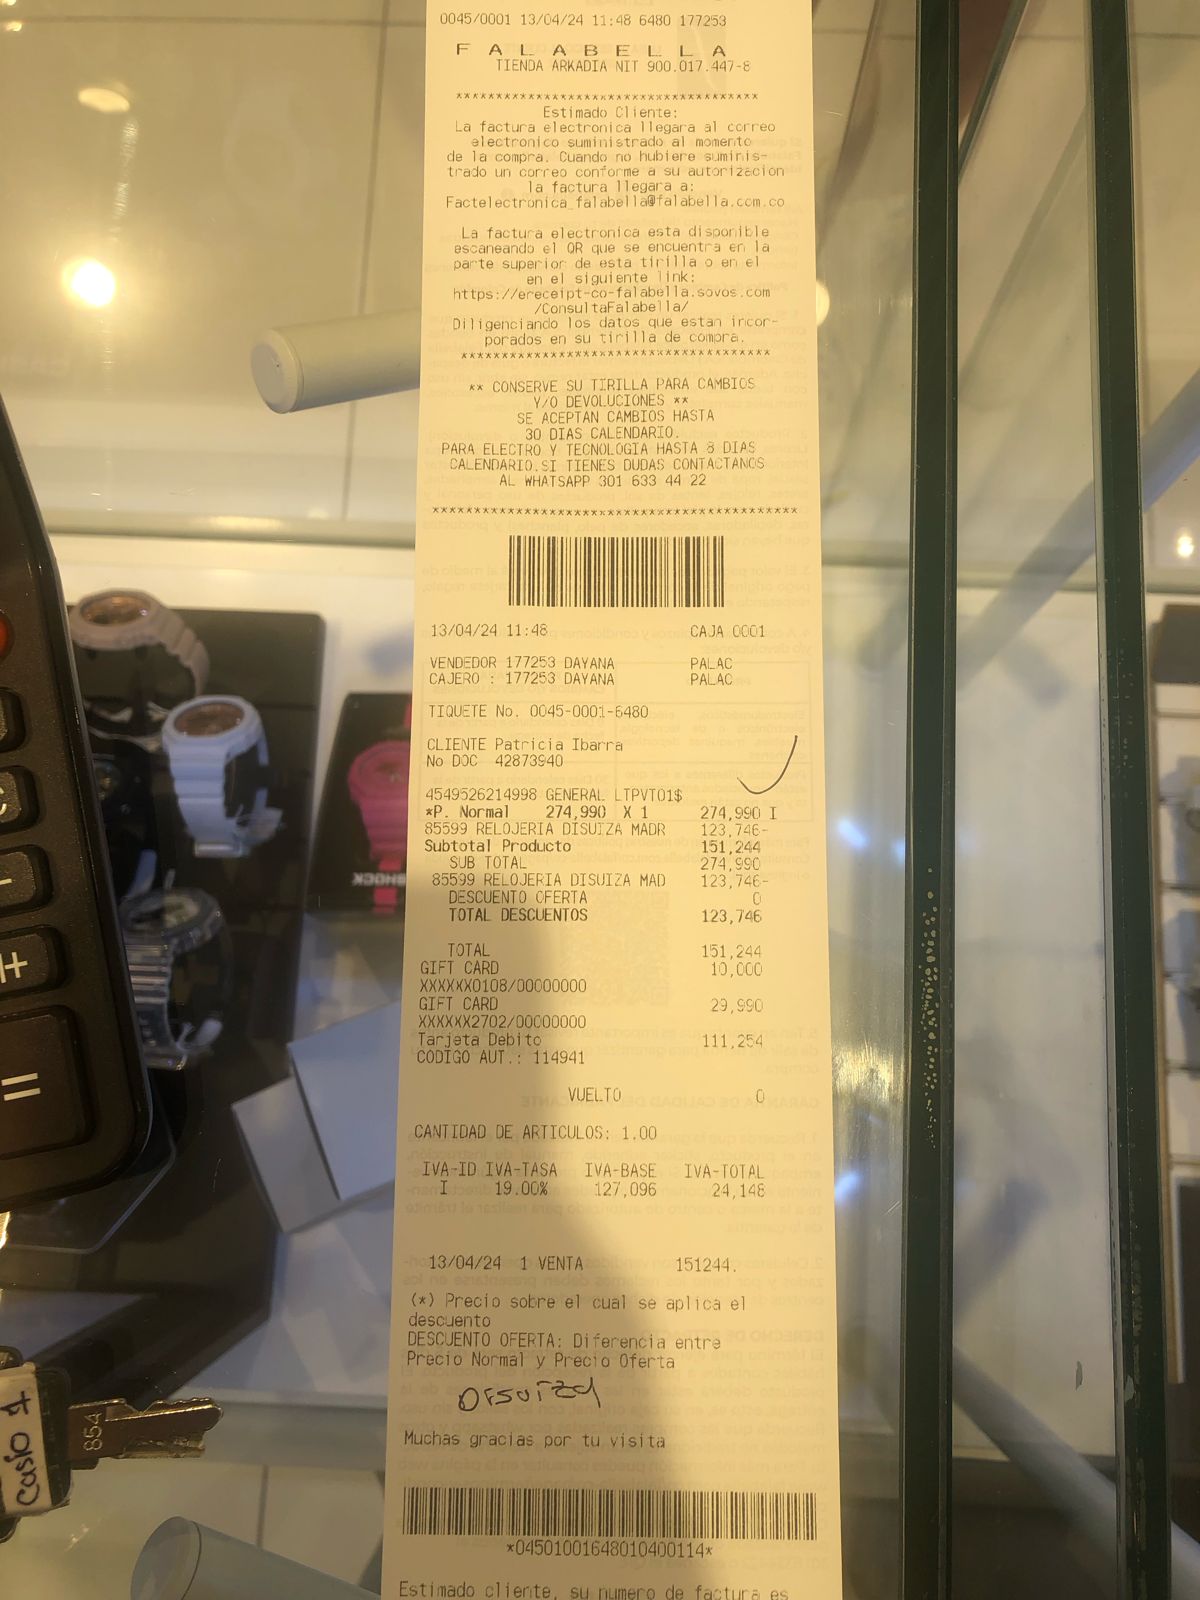 0045/0001 13/04/24 11:48 6480 177253
F A L A B E L L A
TIENDA ARKADIA NIT 900.017.447-8
**************************************
Estimado Cliente:
La factura electronica llegara al correo
electronico suministrado al momento
de la compra. Cuando no hubiere suminis-
trado un correo conforme a su autorizacion
la factura llegara a:
Factelectronica_falabella@falabella.com.co
La factura electronica esta disponible
escaneando el QR que se encuentra en la
parte superior de esta tirilla o en el
en el siguiente link:
https://ereceipt-co-falabella.sovos.com
/ConsultaFalabella/
Diligenciando los datos que estan incor-
porados en su tirilla de compra.
***************************************
** CONSERVE SU TIRILLA PARA CAMBIOS
Y/O DEVOLUCIONES **
SE ACEPTAN CAMBIOS HASTA
30 DIAS CALENDARIO.
PARA ELECTRO Y TECNOLOGIA HASTA 8 DIAS
CALENDARIO.SI TIENES DUDAS CONTACTANOS
AL WHATSAPP 301 633 44 22
**********************************************
13/04/24 11:48 CAJA 0001
VENDEDOR 177253 DAYANA PALAC
CAJERO : 177253 DAYANA PALAC
TIQUETE No. 0045-0001-6480
CLIENTE Patricia Ibarra
No DOC 42873940
4549526214998 GENERAL LTPVT01$
*P. Normal 274,990 X 1 274,990 I
85599 RELOJERIA DISUIZA MADR 123,746-
Subtotal Producto 151,244
SUB TOTAL 274,990
85599 RELOJERIA DISUIZA MAD 123,746-
DESCUENTO OFERTA 0
TOTAL DESCUENTOS 123,746
TOTAL 151,244
GIFT CARD 10,000
XXXXXX0108/00000000
GIFT CARD 29,990
XXXXXX2702/00000000
Tarjeta Debito 111,254
CODIGO AUT.: 114941
VUELTO 0
CANTIDAD DE ARTICULOS: 1.00
IVA-ID IVA-TASA IVA-BASE IVA-TOTAL
I 19.00% 127,096 24,148
13/04/24 1 VENTA 151244.
(*) Precio sobre el cual se aplica el
descuento
DESCUENTO OFERTA: Diferencia entre
Precio Normal y Precio Oferta
Muchas gracias por tu visita
*04501001648010400114*
Estimado cliente, su numero de factura es
854
Casio 1
=